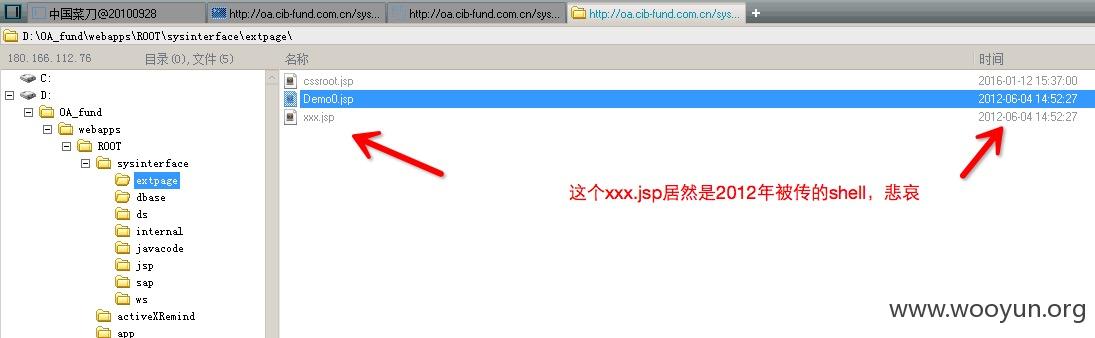 中国菜刀@20100928 http://oa.cib-fund.com.cn/sys... http://oa.cib-fund.com.cn/sys... http://oa.cib-fund.com.cn/sys... +
D:\OA_fund\webapps\ROOT\sysinterface\extpage\
180.166.112.76 目录(0),文件(5) 名称 时间
C:
D:
OA_fund
webapps
ROOT
sysinterface
extpage
dbase
ds
internal
javacode
jsp
sap
ws
activeXRemind
app
cssroot.jsp 2016-01-12 15:37:00
Demo0.jsp 2012-06-04 14:52:27
xxx.jsp 2012-06-04 14:52:27
这个xxx.jsp居然是2012年被传的shell，悲哀
www.wooyun.org